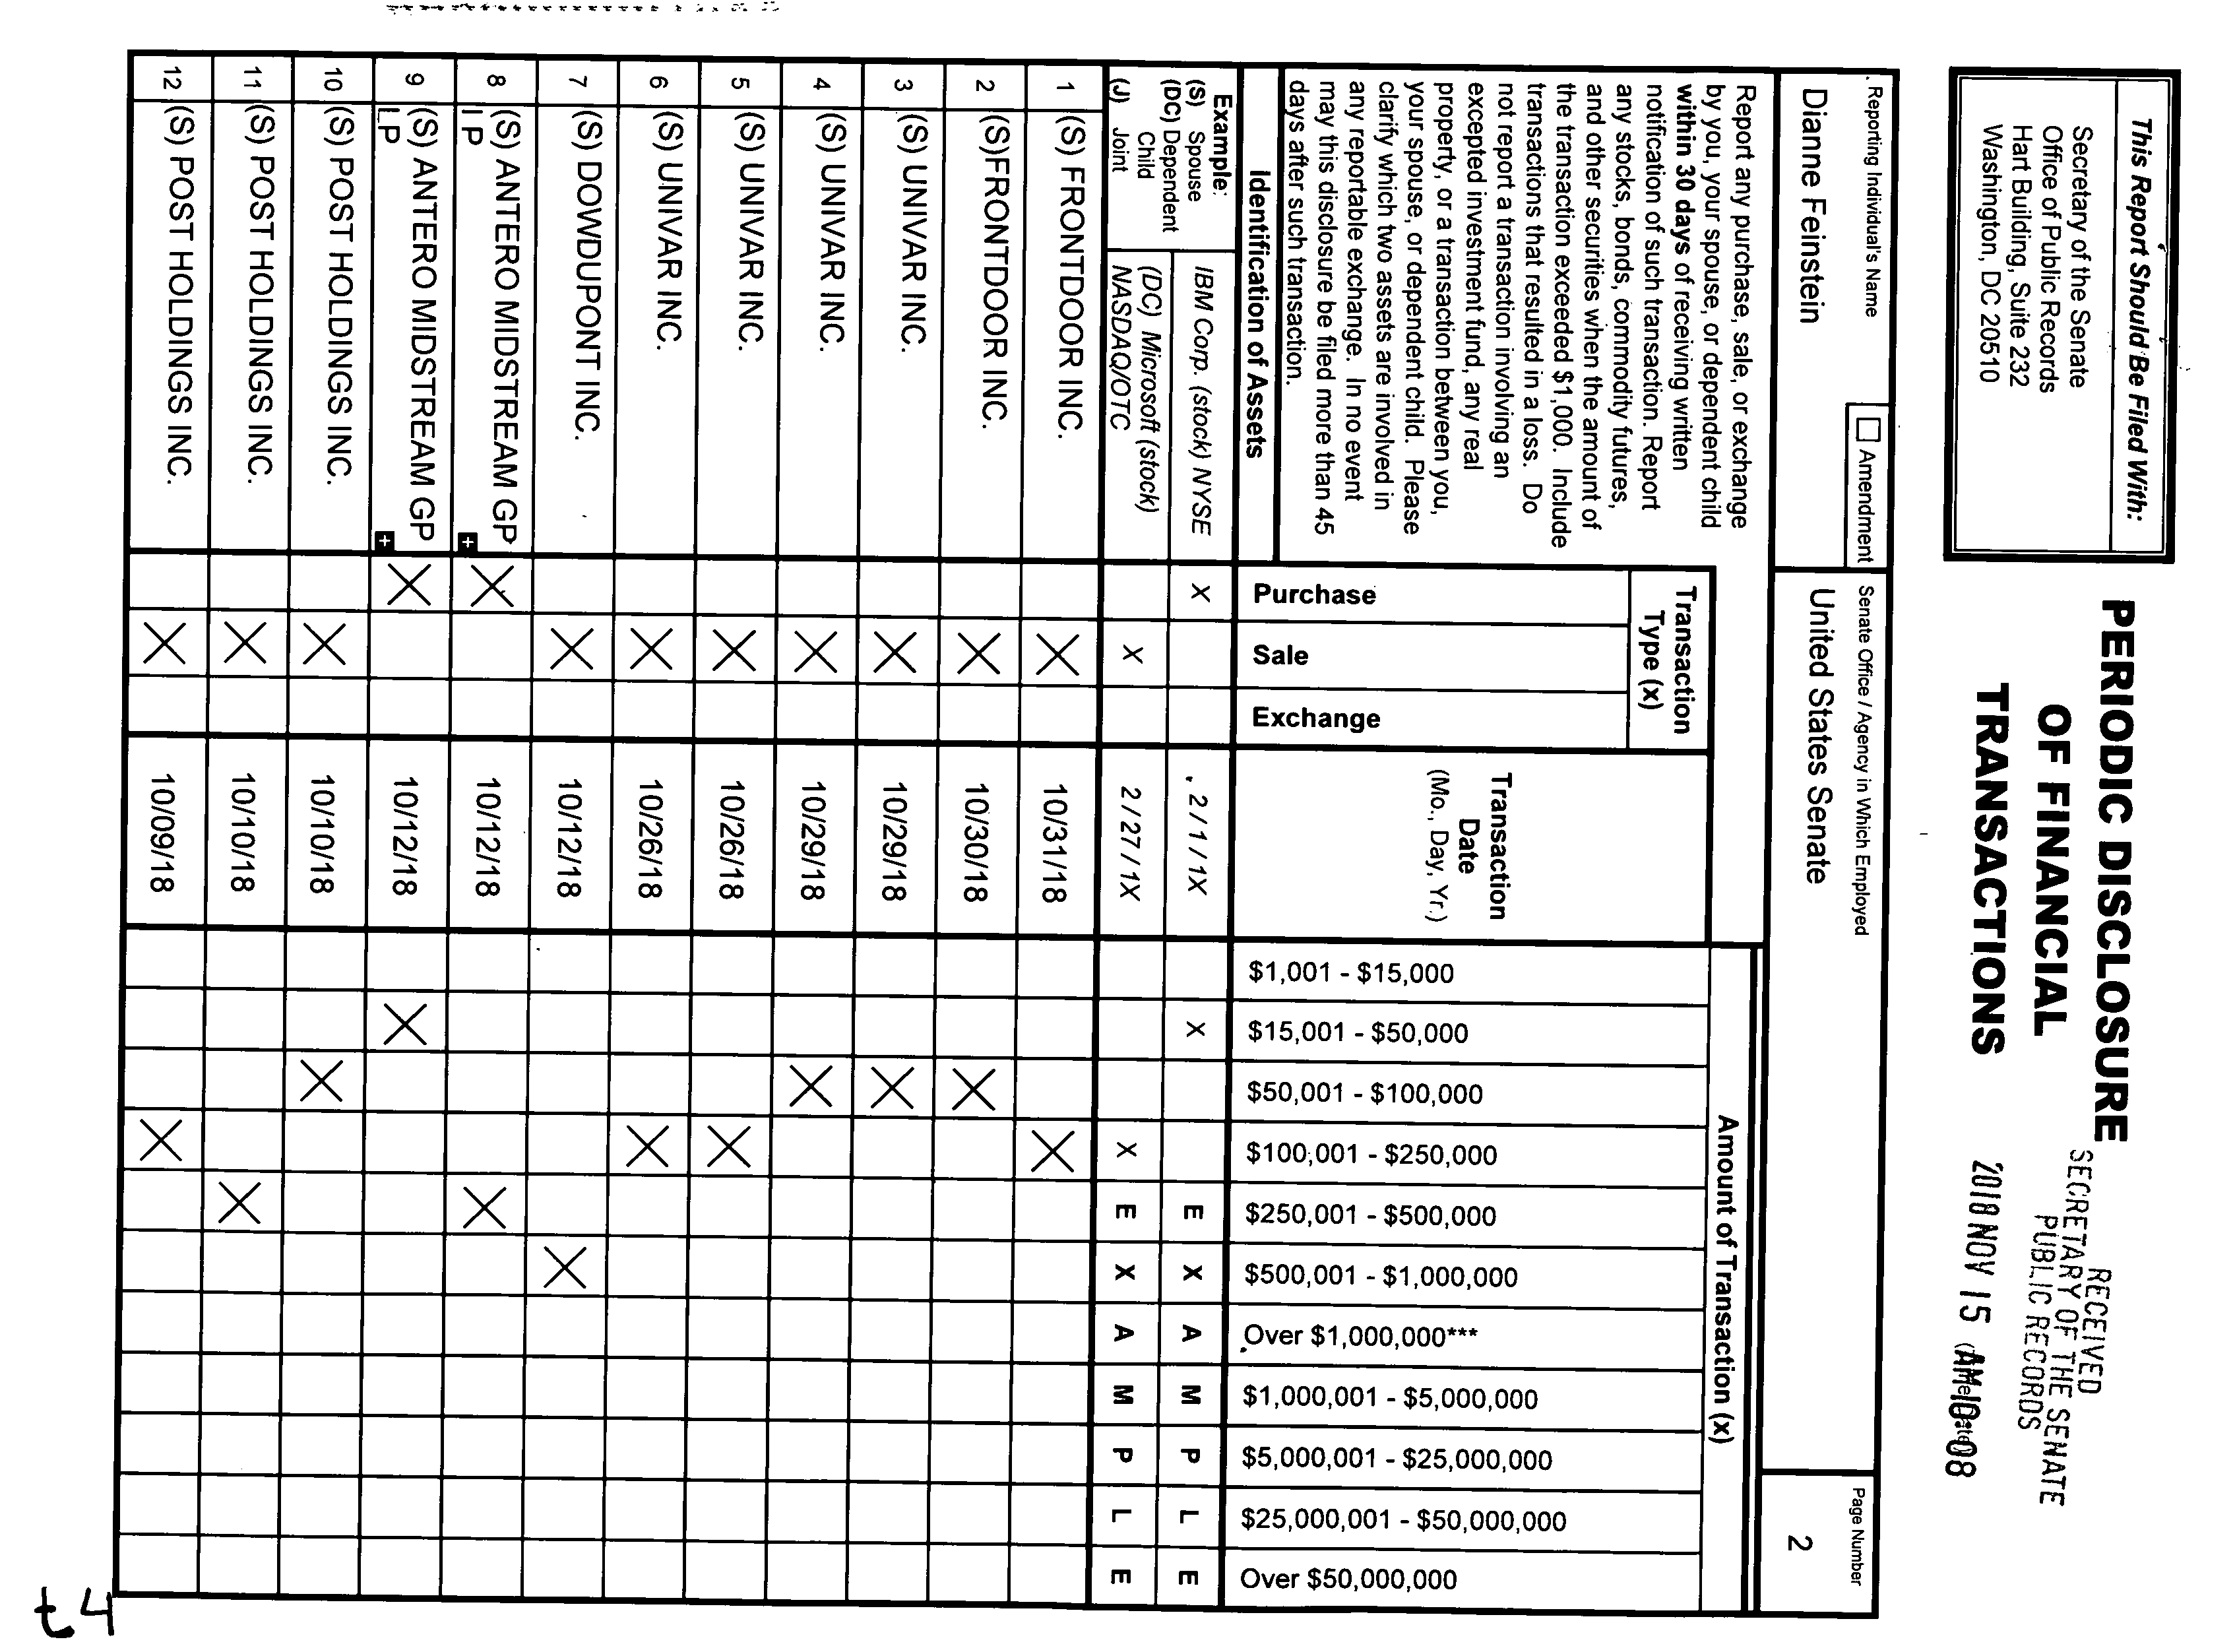 This Report Should Be Filed With:
Secretary of the Senate
Office of Public Records
Hart Building, Suite 232
Washington, DC 20510
PERIODIC DISCLOSURE
OF FINANCIAL
TRANSACTIONS
RECEIVED
SECRETARY OF THE SENATE
PUBLIC RECORDS
2018 NOV 15 AM 10:08
Reporting Individual's Name
Dianne Feinstein
Amendment
Senate Office / Agency in Which Employed
United States Senate
Page Number
2
Report any purchase, sale, or exchange
by you, your spouse, or dependent child
within 30 days of receiving written
notification of such transaction. Report
any stocks, bonds, commodity futures,
and other securities when the amount of
the transaction exceeded $1,000. Include
transactions that resulted in a loss. Do
not report a transaction involving an
excepted investment fund, any real
property, or a transaction between you,
your spouse, or dependent child. Please
clarify which two assets are involved in
any reportable exchange. In no event
may this disclosure be filed more than 45
days after such transaction.
Identification of Assets
Transaction
Type (x)
Purchase
Sale
Exchange
Transaction
Date
(Mo., Day, Yr.)
Amount of Transaction (x)
$1,001 - $15,000
$15,001 - $50,000
$50,001 - $100,000
$100,001 - $250,000
$250,001 - $500,000
$500,001 - $1,000,000
Over $1,000,000***
$1,000,001 - $5,000,000
$5,000,001 - $25,000,000
$25,000,001 - $50,000,000
Over $50,000,000
Example:
(S) Spouse
(DC) Dependent
Child
(J) Joint
IBM Corp. (stock) NYSE X 2/1/1X X E X A M P L E
(DC) Microsoft (stock)
NASDAQ/OTC X 2/27/1X X E X A M P L E
1 (S) FRONTDOOR INC. X 10/31/18 X
2 (S)FRONTDOOR INC. X 10/30/18 X
3 (S) UNIVAR INC. X 10/29/18 X
4 (S) UNIVAR INC. X 10/29/18 X
5 (S) UNIVAR INC. X 10/26/18 X
6 (S) UNIVAR INC. X 10/26/18 X
7 (S) DOWDUPONT INC. X 10/12/18 X
8 (S) ANTERO MIDSTREAM GP X 10/12/18 X
LP
9 (S) ANTERO MIDSTREAM GP X 10/12/18 X
LP
10 (S) POST HOLDINGS INC. X 10/10/18 X
11 (S) POST HOLDINGS INC. X 10/10/18 X
12 (S) POST HOLDINGS INC. X 10/09/18 X